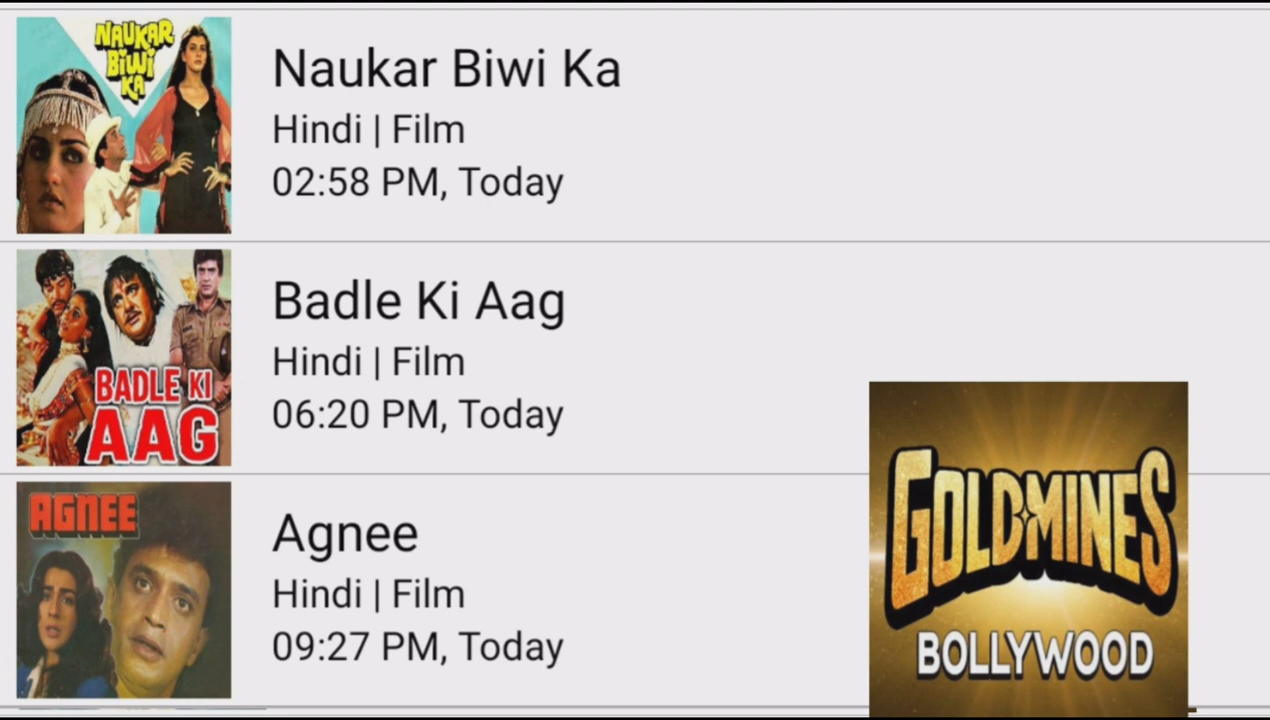 NAUKAR
BIWI
KA
Naukar Biwi Ka
Hindi | Film
02:58 PM, Today
BADLE KI
AAG
Badle Ki Aag
Hindi | Film
06:20 PM, Today
AGNEE
Agnee
Hindi | Film
09:27 PM, Today
GOLDMINES
BOLLYWOOD